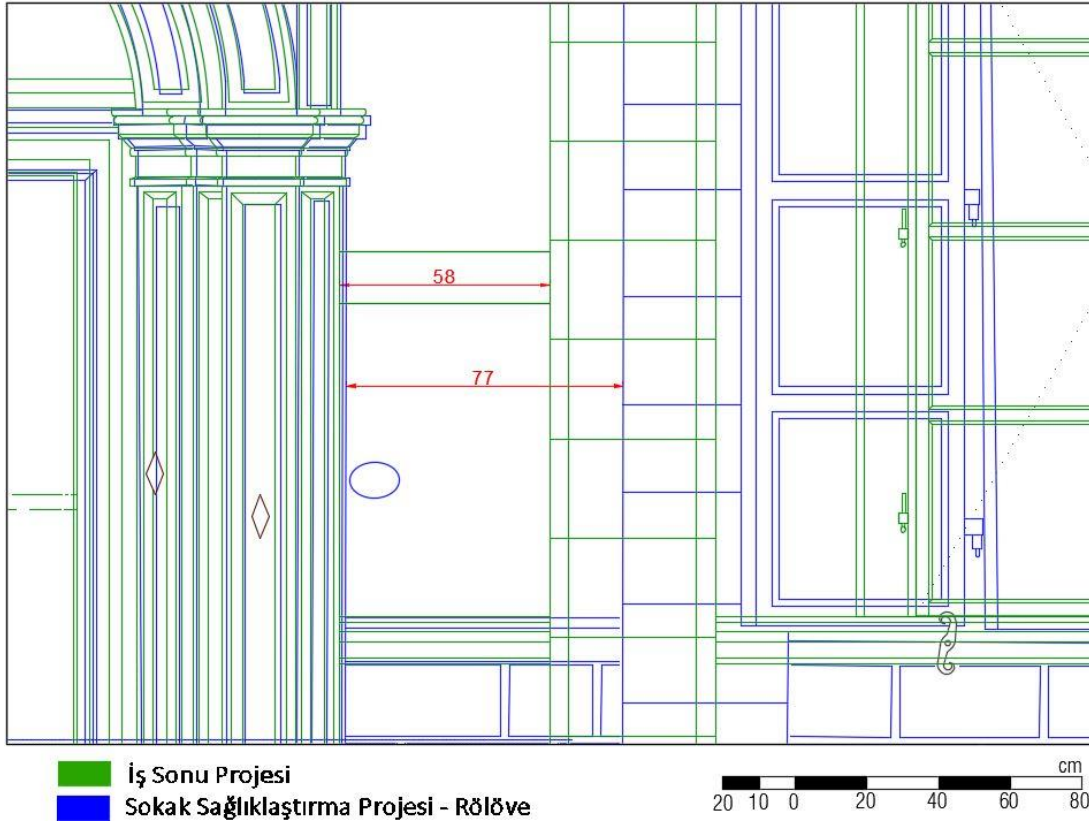 58
77
İş Sonu Projesi
Sokak Sağlıklaştırma Projesi - Rölöve
cm
20 10 0 20 40 60 80